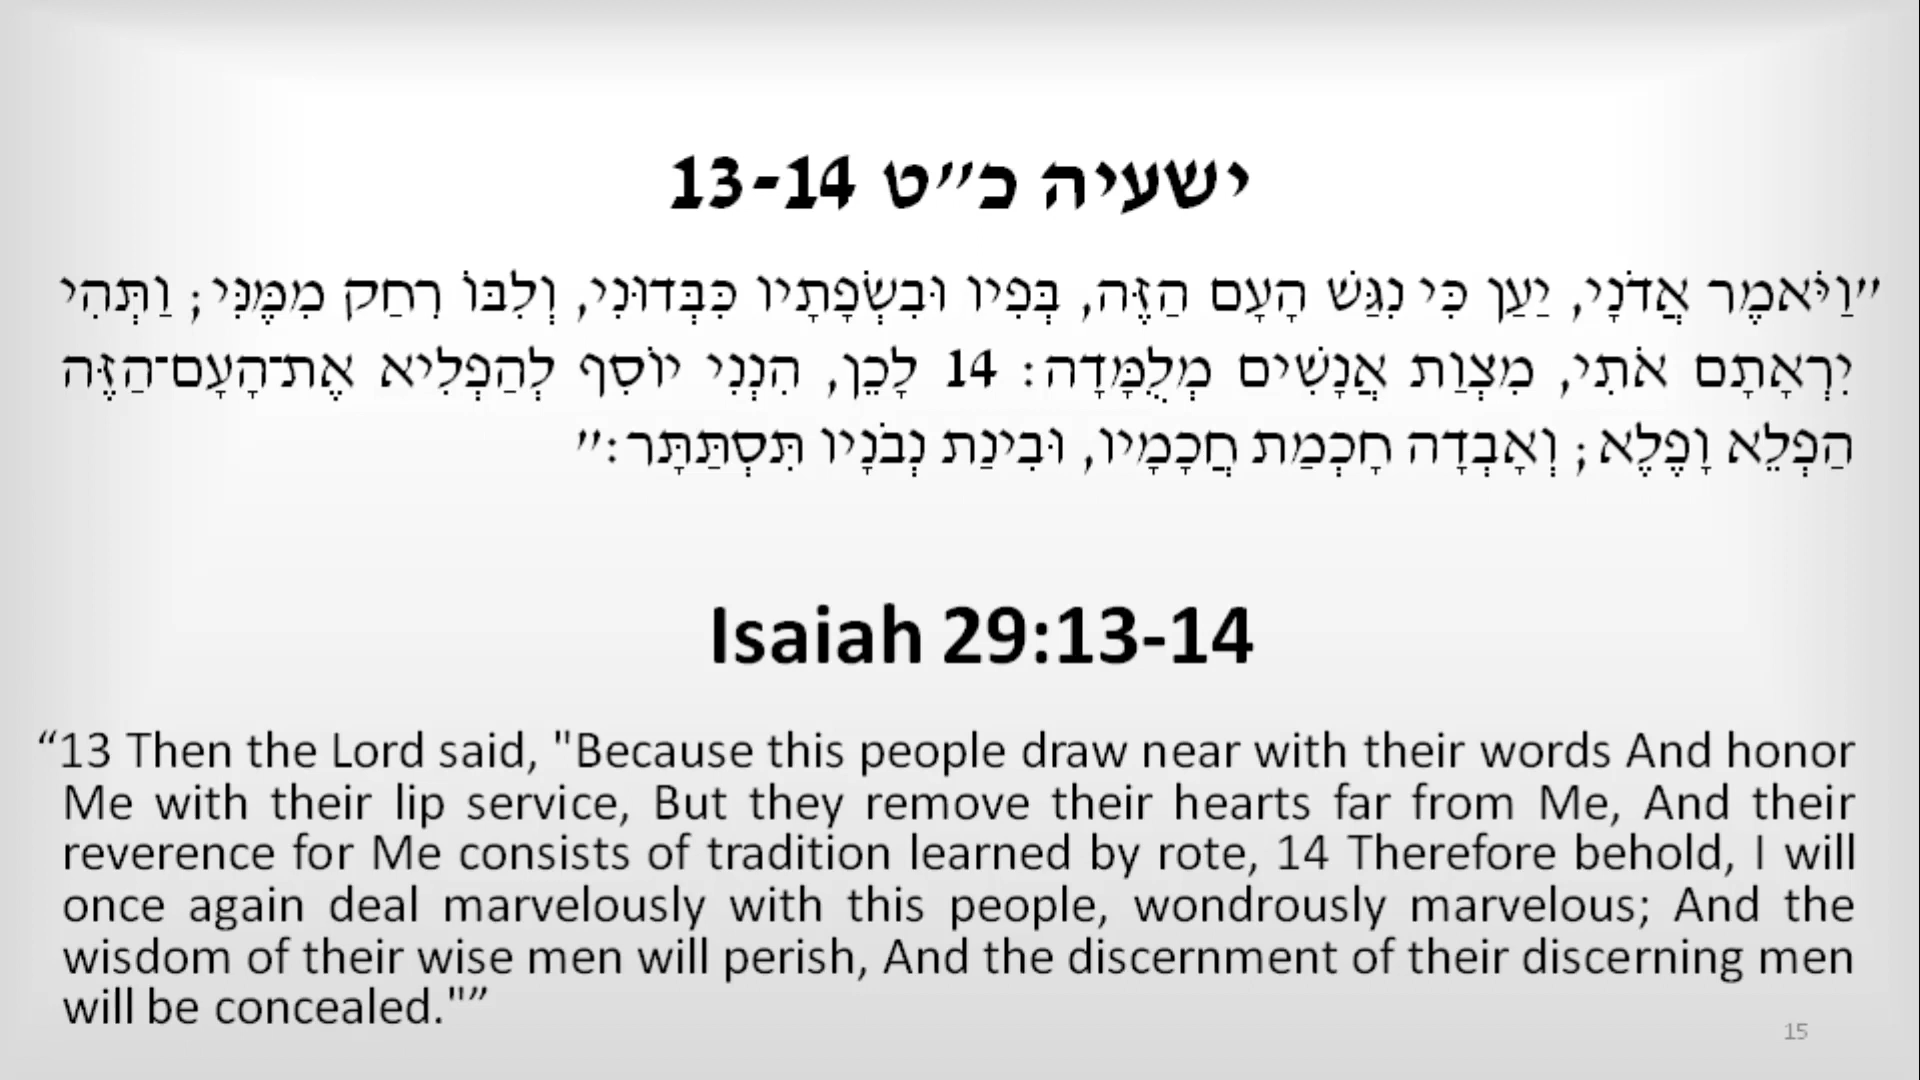 ישעיה כ״ט 13-14
״וַיֹּאמֶר אֲדֹנָי, יַעַן כִּי נִגַּשׁ הָעָם הַזֶּה, בְּפִיו וּבִשְׂפָתָיו כִּבְּדוּנִי, וְלִבּוֹ רִחַק מִמֶּנִּי; וַתְּהִי
יִרְאָתָם אֹתִי, מִצְוַת אֲנָשִׁים מְלֻמָּדָה: 14 לָכֵן, הִנְנִי יוֹסִף לְהַפְלִיא אֶת־הָעָם־הַזֶּה
הַפְלֵא וָפֶלֶא; וְאָבְדָה חָכְמַת חֲכָמָיו, וּבִינַת נְבֹנָיו תִּסְתַּתָּר:״
Isaiah 29:13-14
“13 Then the Lord said, "Because this people draw near with their words And honor
Me with their lip service, But they remove their hearts far from Me, And their
reverence for Me consists of tradition learned by rote, 14 Therefore behold, I will
once again deal marvelously with this people, wondrously marvelous; And the
wisdom of their wise men will perish, And the discernment of their discerning men
will be concealed."”
15